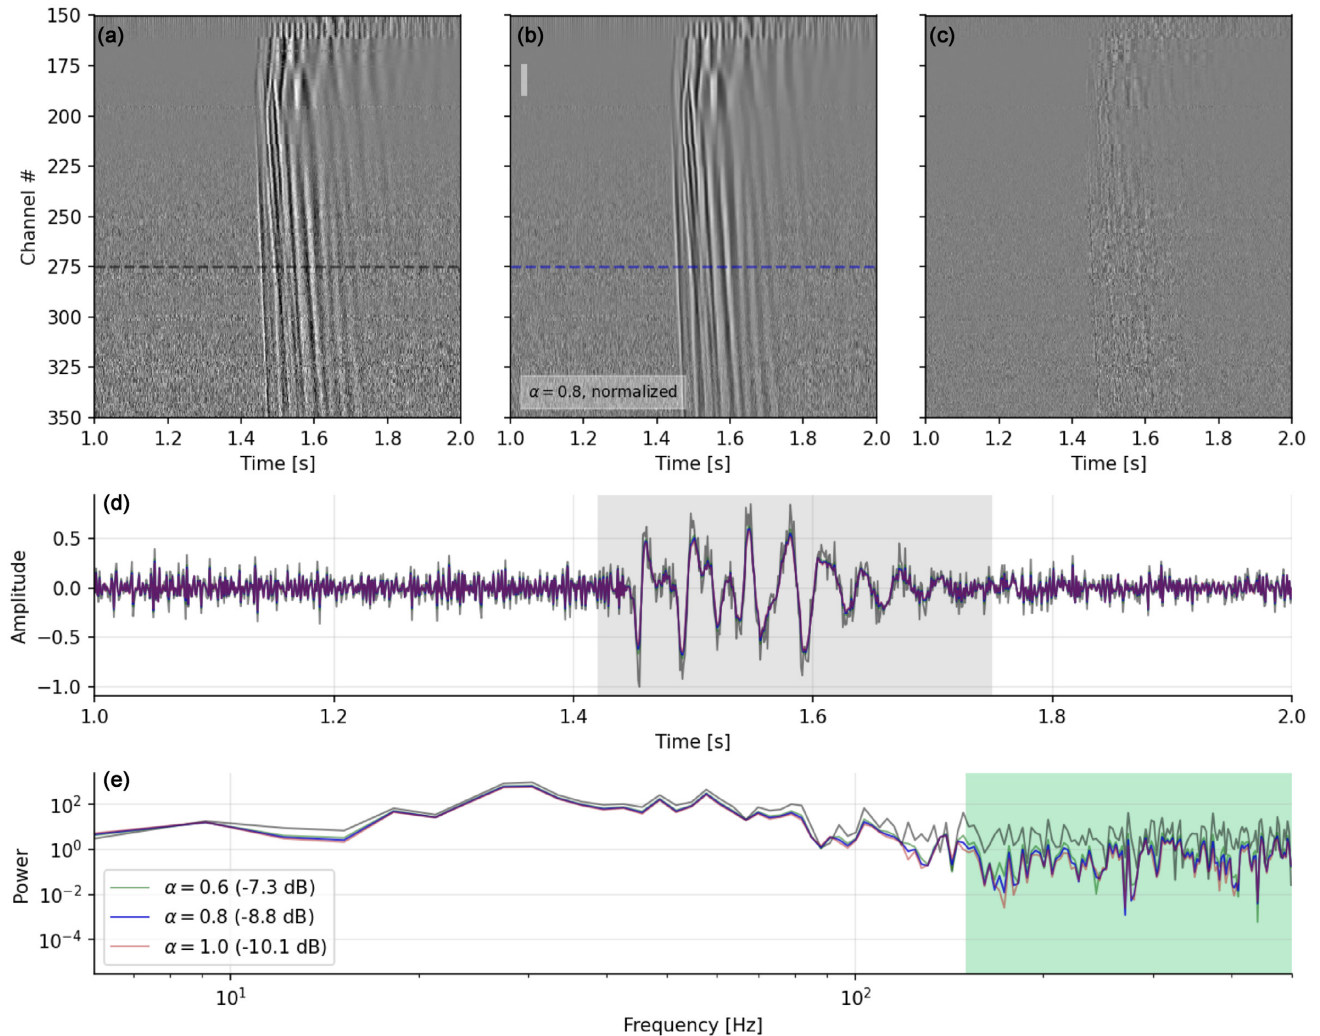 (a)
(b)
(c)
150
175
200
225
250
275
300
325
350
Channel #
α = 0.8, normalized
1.0 1.2 1.4 1.6 1.8 2.0
1.0 1.2 1.4 1.6 1.8 2.0
1.0 1.2 1.4 1.6 1.8 2.0
Time [s]
Time [s]
Time [s]
(d)
0.5
0.0
−0.5
−1.0
Amplitude
1.0 1.2 1.4 1.6 1.8 2.0
Time [s]
(e)
10²
10⁰
10⁻²
10⁻⁴
Power
α = 0.6 (-7.3 dB)
α = 0.8 (-8.8 dB)
α = 1.0 (-10.1 dB)
10¹ 10²
Frequency [Hz]